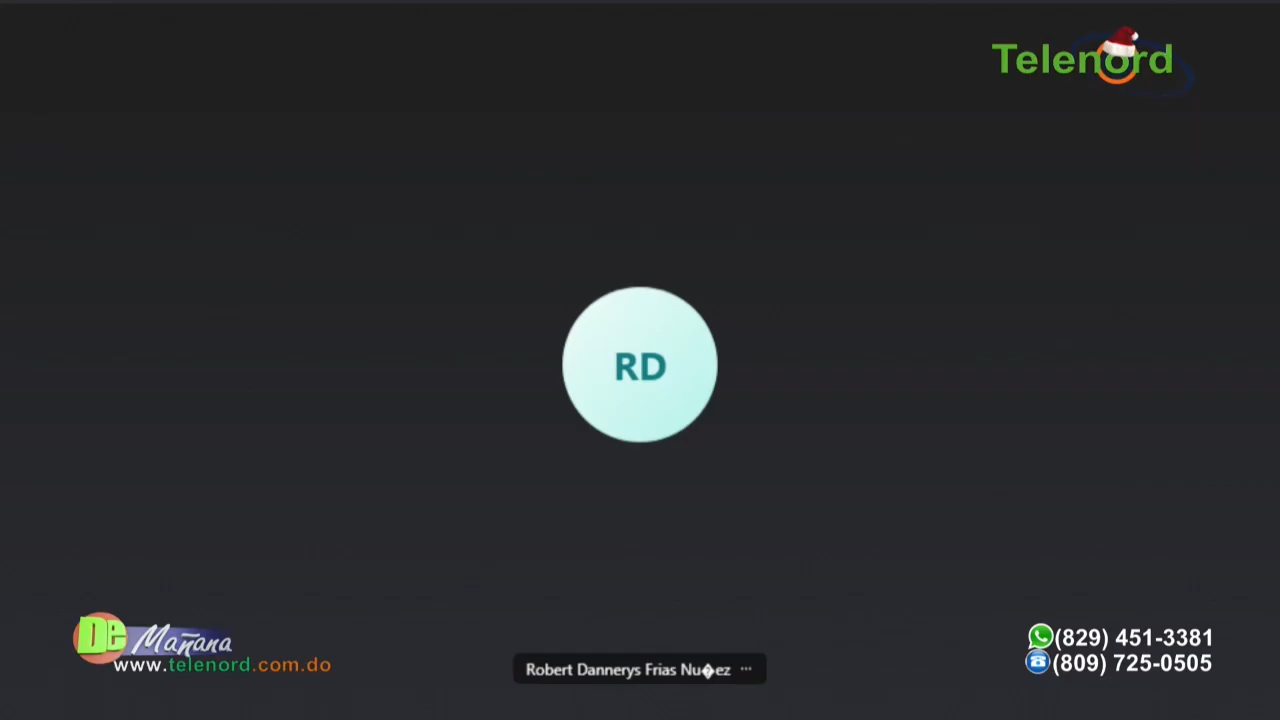 Telenord
RD
De Mañana
www.telenord.com.do
Robert Dannerys Frias Nu�ez ...
(829) 451-3381
(809) 725-0505